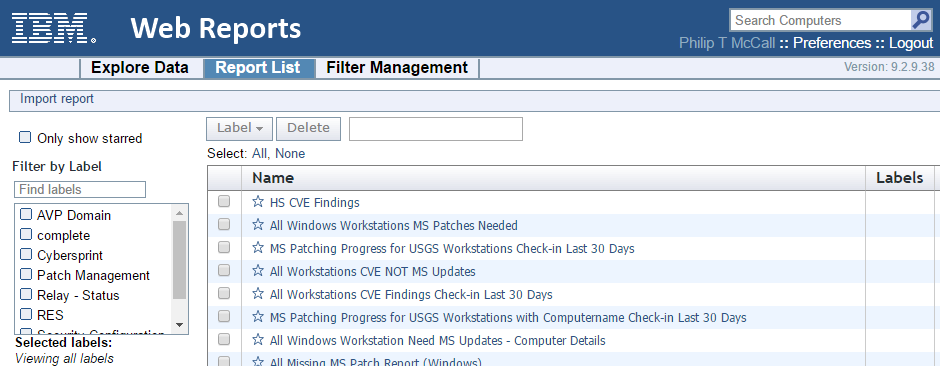 IBM® Web Reports
Search Computers
Philip T McCall :: Preferences :: Logout
Explore Data Report List Filter Management
Version: 9.2.9.38
Import report
Only show starred
Filter by Label
Find labels
AVP Domain
complete
Cybersprint
Patch Management
Relay - Status
RES
Security Configuration
Selected labels:
Viewing all labels
Label Delete
Select: All, None
Name Labels
HS CVE Findings
All Windows Workstations MS Patches Needed
MS Patching Progress for USGS Workstations Check-in Last 30 Days
All Workstations CVE NOT MS Updates
All Workstations CVE Findings Check-in Last 30 Days
MS Patching Progress for USGS Workstations with Computername Check-in Last 30 Days
All Windows Workstation Need MS Updates - Computer Details
All Missing MS Patch Report (Windows)